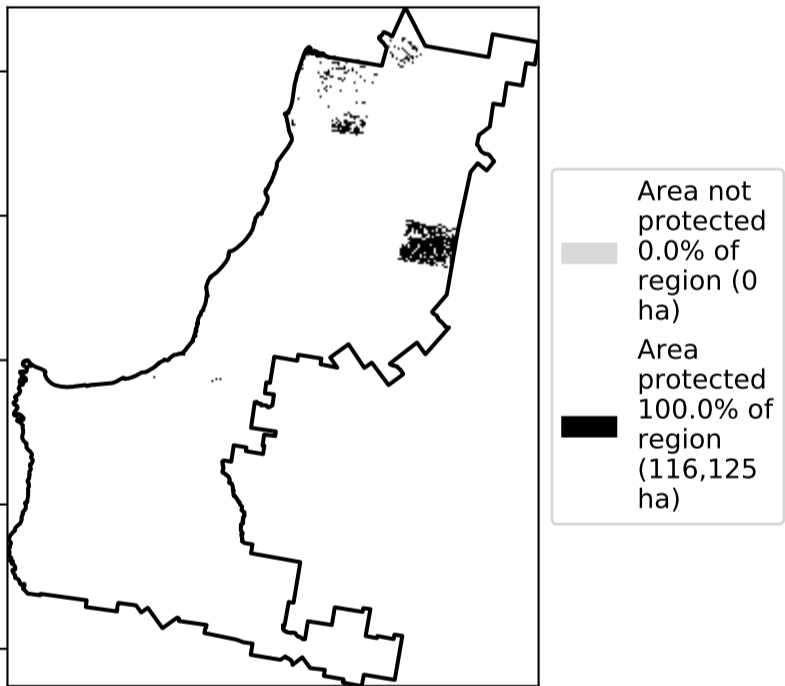 Area not
protected
0.0% of
region (0
ha)
Area
protected
100.0% of
region
(116,125
ha)